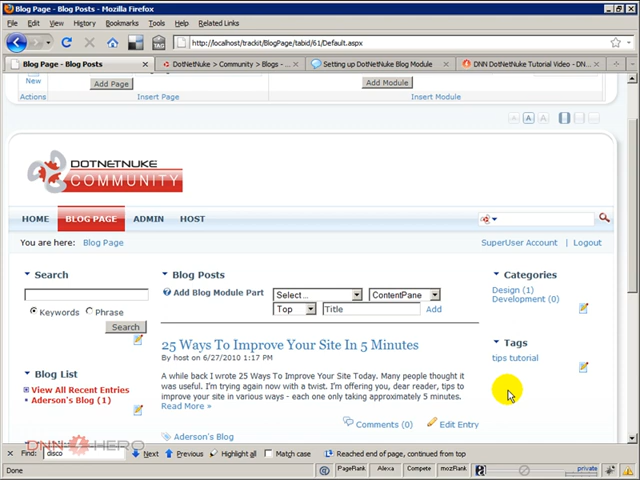 Blog Page - Blog Posts - Mozilla Firefox
File Edit View History Bookmarks Tools Help Related Links
http://localhost/trackit/BlogPage/tabid/61/Default.aspx
Blog Page - Blog Posts
DotNetNuke > Community > Blogs - ...
Setting up DotNetNuke Blog Module
DNN DotNetNuke Tutorial Video - DN...
New
Add Page
Add Module
Actions
Insert Page
Insert Module
DOTNETNUKE
COMMUNITY
HOME BLOG PAGE ADMIN HOST
You are here: Blog Page
SuperUser Account | Logout
Search
Keywords Phrase
Search
Blog List
View All Recent Entries
Aderson's Blog (1)
Blog Posts
Add Blog Module Part
Select...
ContentPane
Top
Title
Add
25 Ways To Improve Your Site In 5 Minutes
By host on 6/27/2010 1:17 PM
A while back I wrote 25 Ways To Improve Your Site Today. Many people thought it
was useful. I'm trying again now with a twist. I'm offering you, dear reader, tips to
improve your site in various ways - each one only taking approximately 5 minutes.
Read More »
Comments (0)
Edit Entry
Aderson's Blog
Categories
Design (1)
Development (0)
Tags
tips tutorial
DNN HERO
Find: disco Next Previous Highlight all Match case Reached end of page, continued from top
Done
PageRank Alexa Compete mozRank private